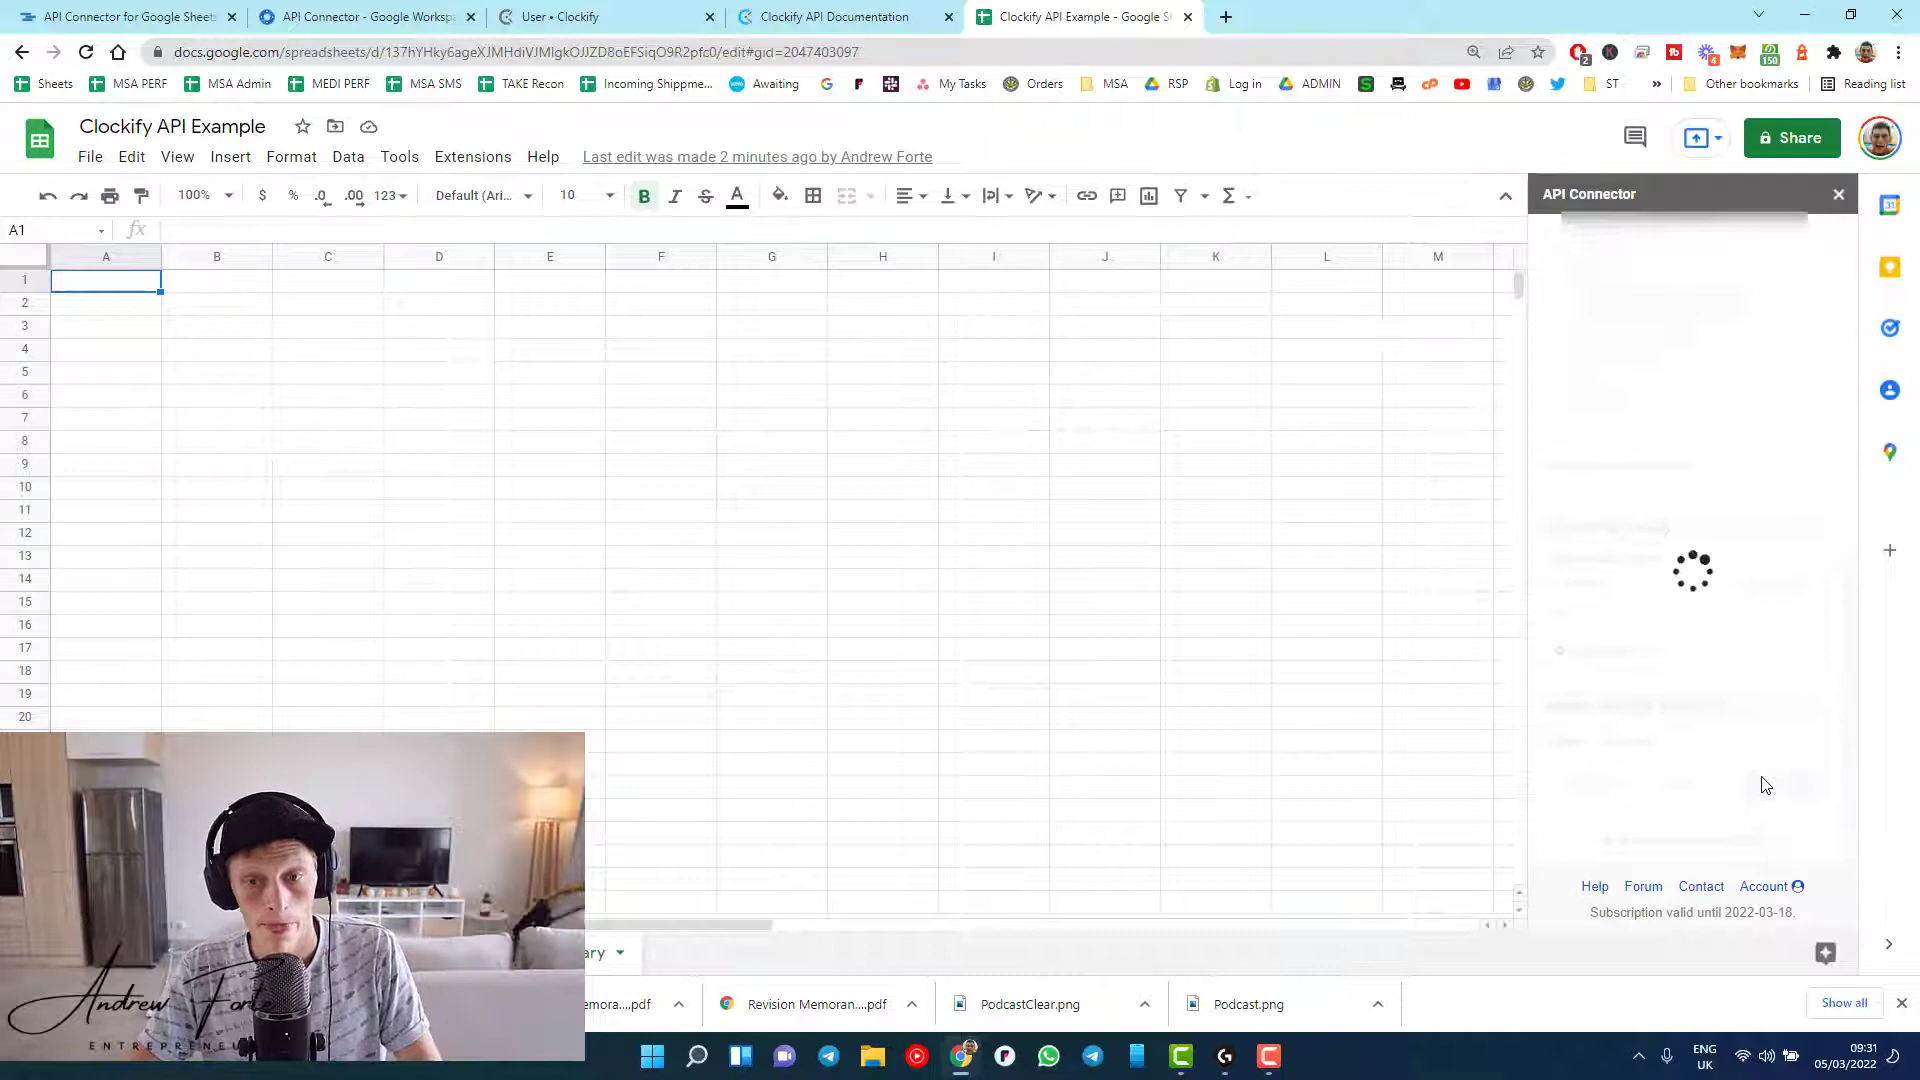 API Connector for Google Sheets
API Connector - Google Workspa
User • Clockify
Clockify API Documentation
Clockify API Example - Google S
docs.google.com/spreadsheets/d/137hYHky6ageXJMHdiVJMlgkOJJZD8oEFSiqO9R2pfc0/edit#gid=2047403097
2
4
150
Sheets
MSA PERF
MSA Admin
MEDI PERF
MSA SMS
TAKE Recon
Incoming Shippme...
Awaiting
My Tasks
Orders
MSA
RSP
Log in
ADMIN
ST
Other bookmarks
Reading list
Clockify API Example
File Edit View Insert Format Data Tools Extensions Help
Last edit was made 2 minutes ago by Andrew Forte
Share
100% $ % .0 .00 123 Default (Ari... 10 B I S A
API Connector
31
A1 fx
A B C D E F G H I J K L M
1
2
3
4
5
6
7
8
9
10
11
12
13
14
15
16
17
18
19
20
Help Forum Contact Account
Subscription valid until 2022-03-18.
ary
emora....pdf
Revision Memoran....pdf
PodcastClear.png
Podcast.png
Show all
Andrew Forte
ENTREPRENEU
ENG
UK
09:31
05/03/2022